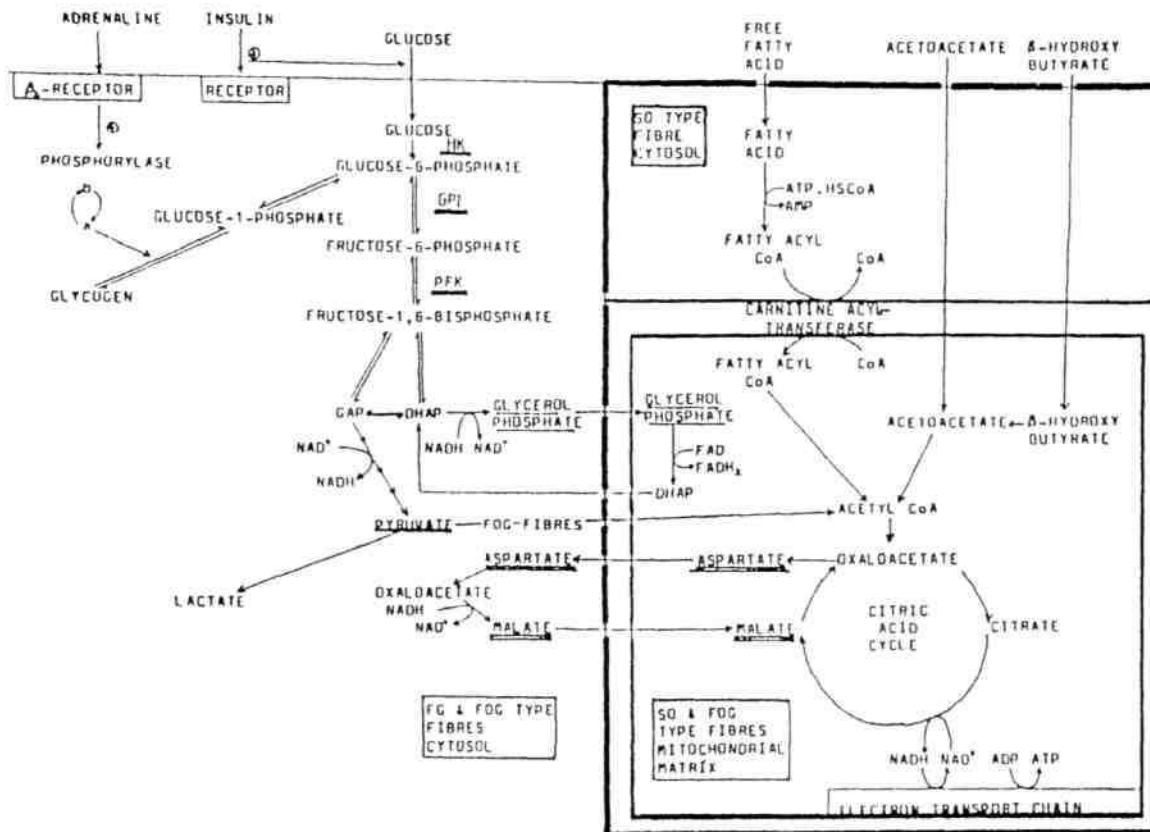 ADRENALINE
INSULIN
GLUCOSE
FREE
FATTY
ACID
ACETOACETATE
β-HYDROXY
BUTYRATE
-RECEPTOR
RECEPTOR
PHOSPHORYLASE
b
a
GLUCOSE
HK
GLUCOSE-6-PHOSPHATE
GPI
GLUCOSE-1-PHOSPHATE
GLYCOGEN
FRUCTOSE-6-PHOSPHATE
PFK
FRUCTOSE-1,6-BISPHOSPHATE
SO TYPE
FIBRE
CYTOSOL
FATTY
ACID
ATP.HSCoA
AMP
FATTY ACYL
CoA
CoA
CARNITINE ACYL-
TRANSFERASE
FATTY ACYL
CoA
CoA
GAP
DHAP
GLYCEROL
PHOSPHATE
NADH NAD⁺
NAD⁺
NADH
GLYCEROL
PHOSPHATE
FAD
FADH₂
DHAP
ACETOACETATE
β-HYDROXY
BUTYRATE
PYRUVATE
FOG-FIBRES
ACETYL CoA
LACTATE
ASPARTATE
ASPARTATE
OXALOACETATE
OXALOACETATE
NADH
NAD⁺
MALATE
MALATE
CITRIC
ACID
CYCLE
CITRATE
FG & FOG TYPE
FIBRES
CYTOSOL
SO & FOG
TYPE FIBRES
MITOCHONDRIAL
MATRIX
NADH NAD⁺
ADP ATP
ELECTRON TRANSPORT CHAIN